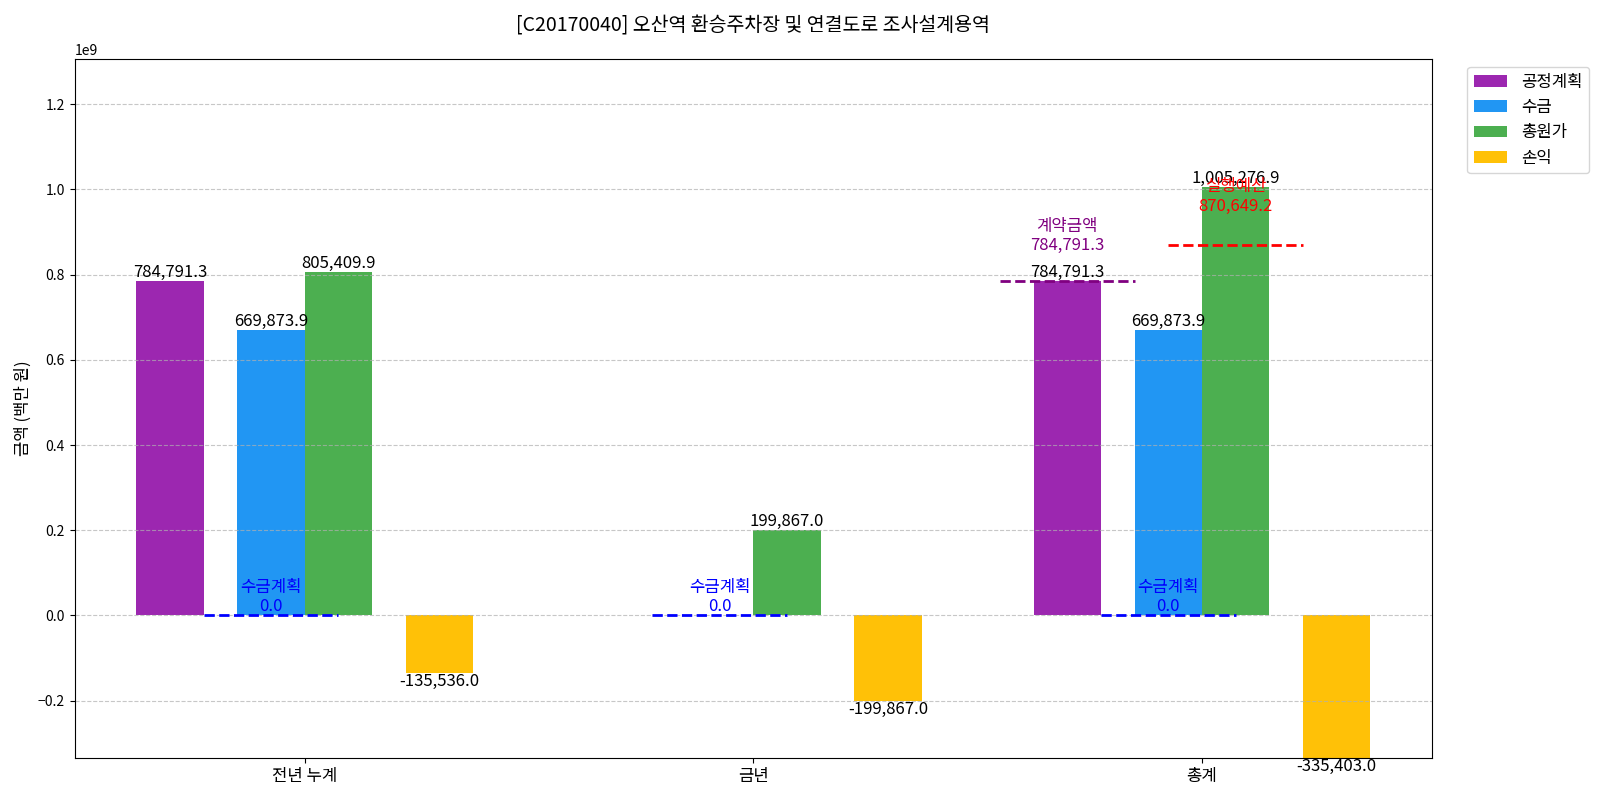 [C20170040] 오산역 환승주차장 및 연결도로 조사설계용역
1e9
공정계획
수금
총원가
손익
금액 (백만 원)
1.2
1.0
0.8
0.6
0.4
0.2
0.0
−0.2
784,791.3
669,873.9
805,409.9
수금계획
0.0
-135,536.0
199,867.0
수금계획
0.0
-199,867.0
계약금액
784,791.3
784,791.3
669,873.9
1,005,276.9
실행예산
870,649.2
수금계획
0.0
-335,403.0
전년 누계
금년
총계